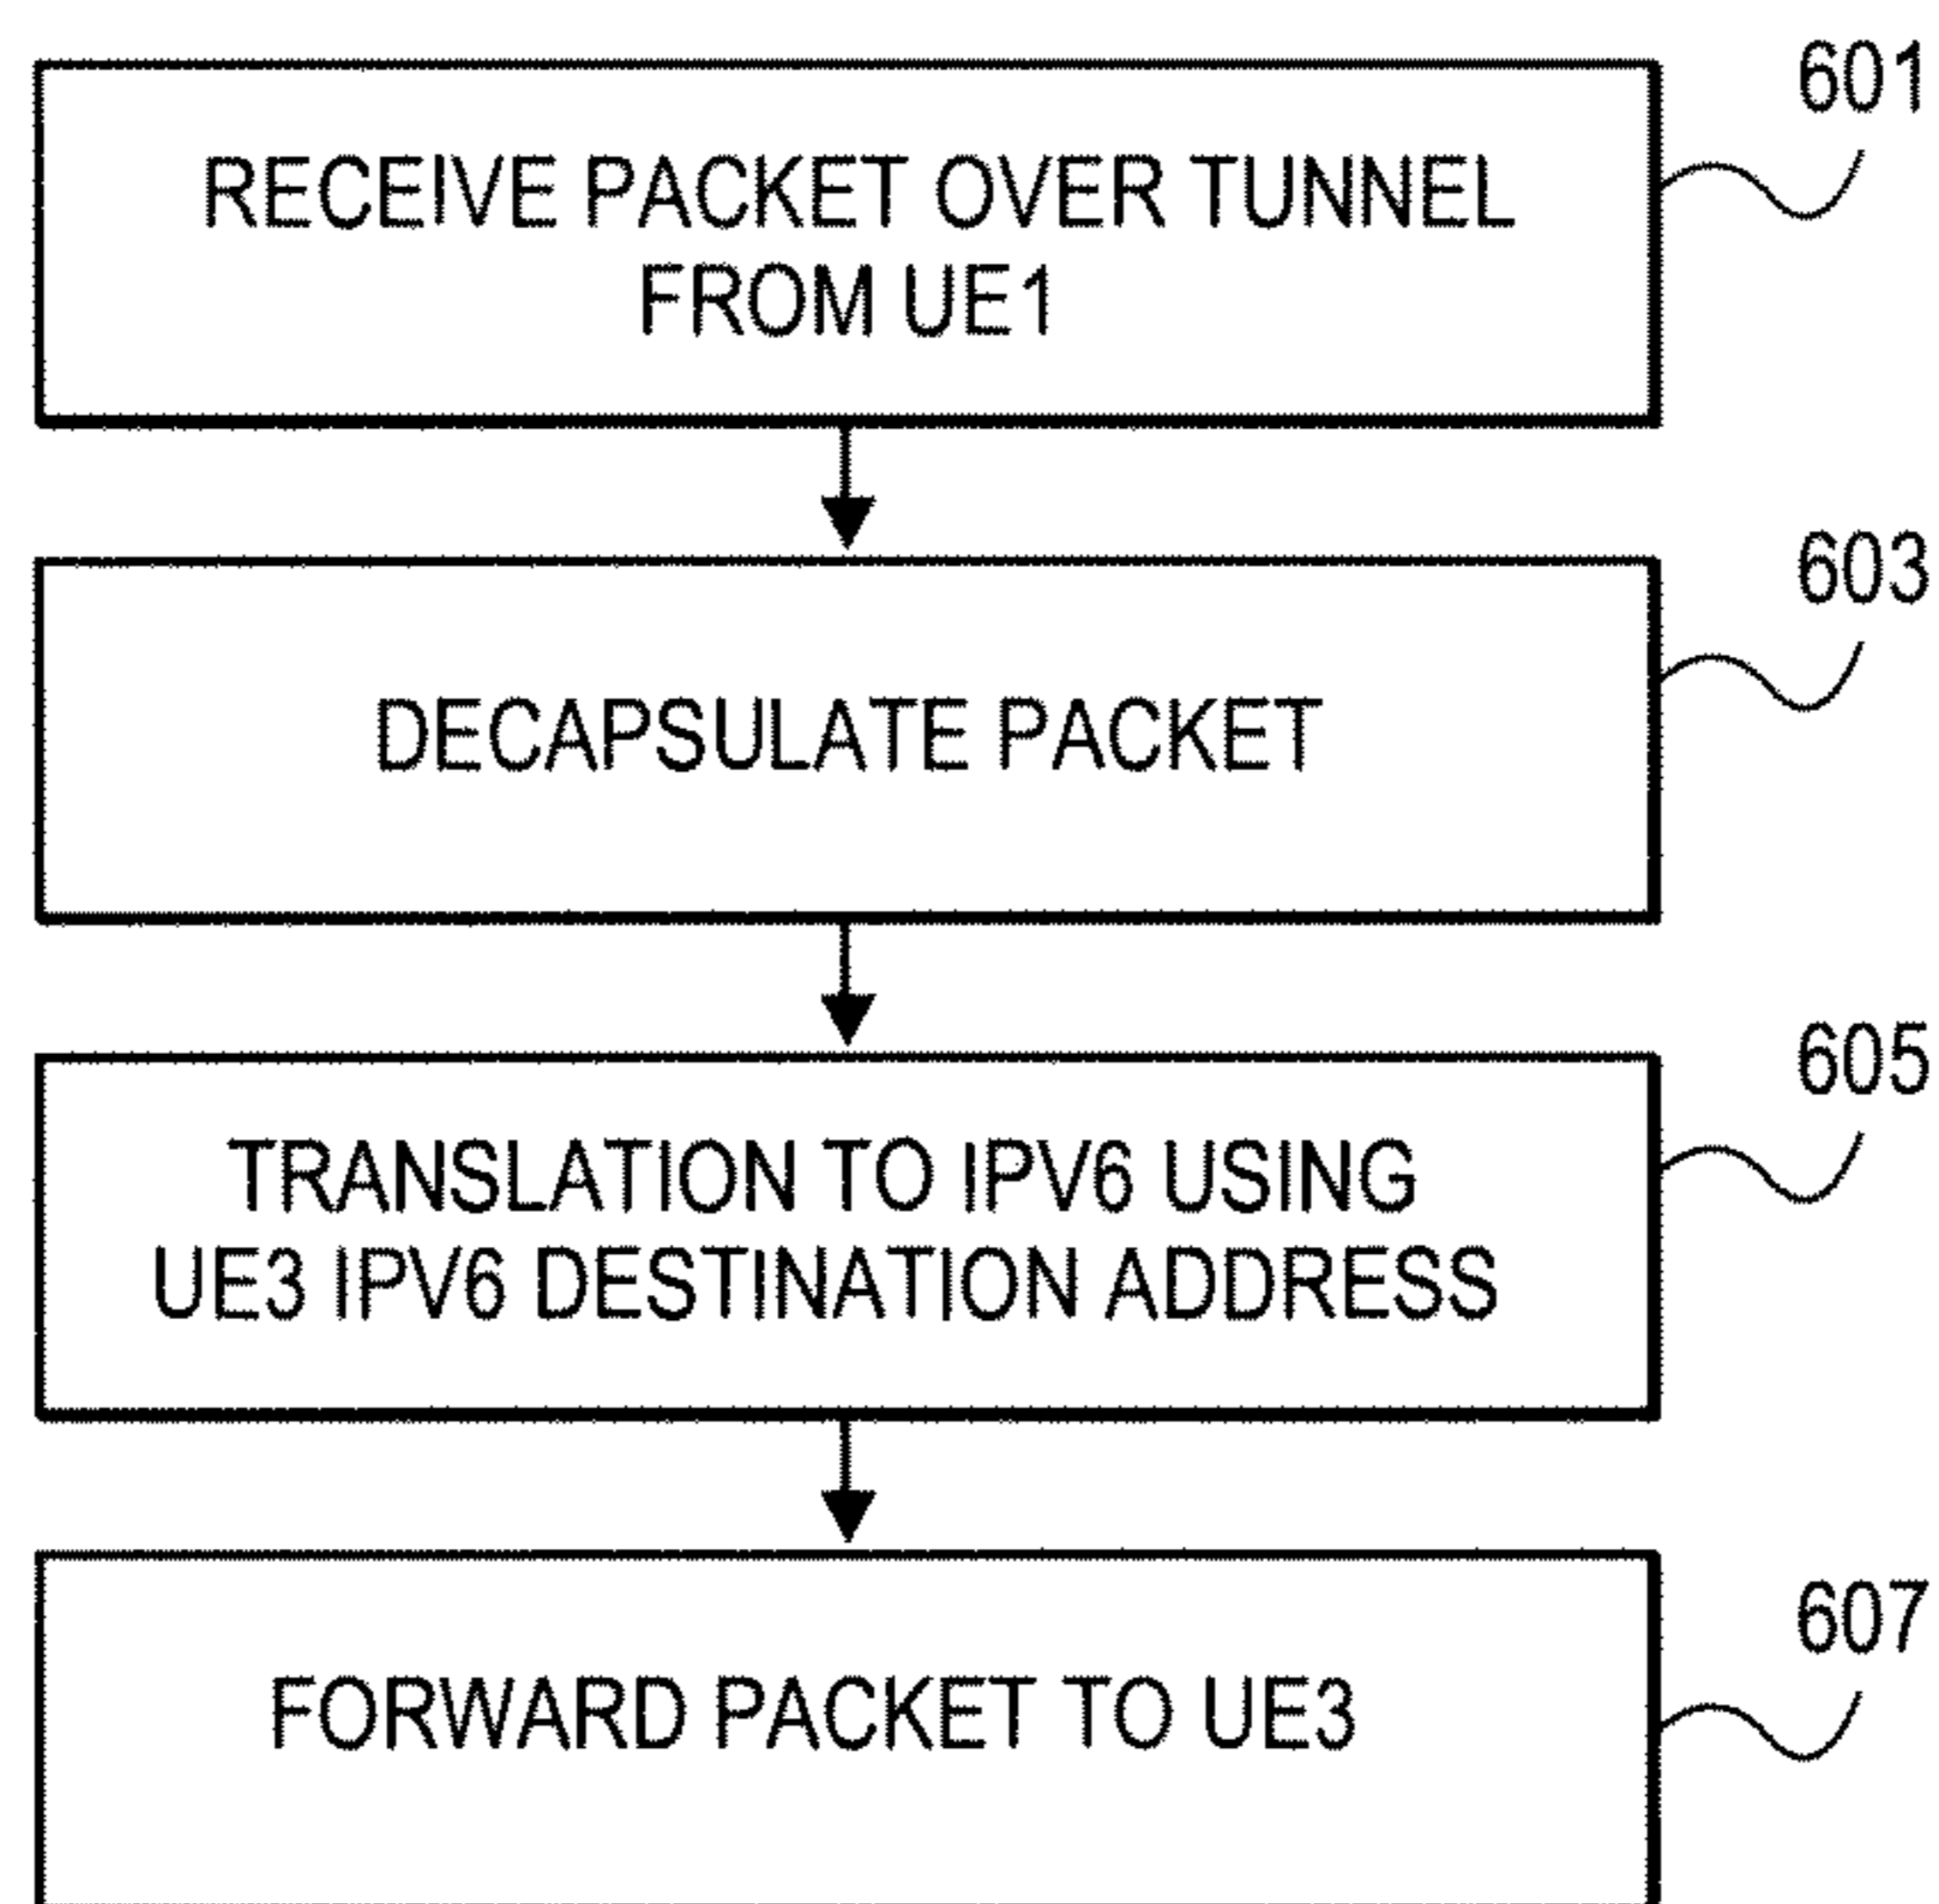 601
RECEIVE PACKET OVER TUNNEL
FROM UE1
603
DECAPSULATE PACKET
605
TRANSLATION TO IPV6 USING
UE3 IPV6 DESTINATION ADDRESS
607
FORWARD PACKET TO UE3